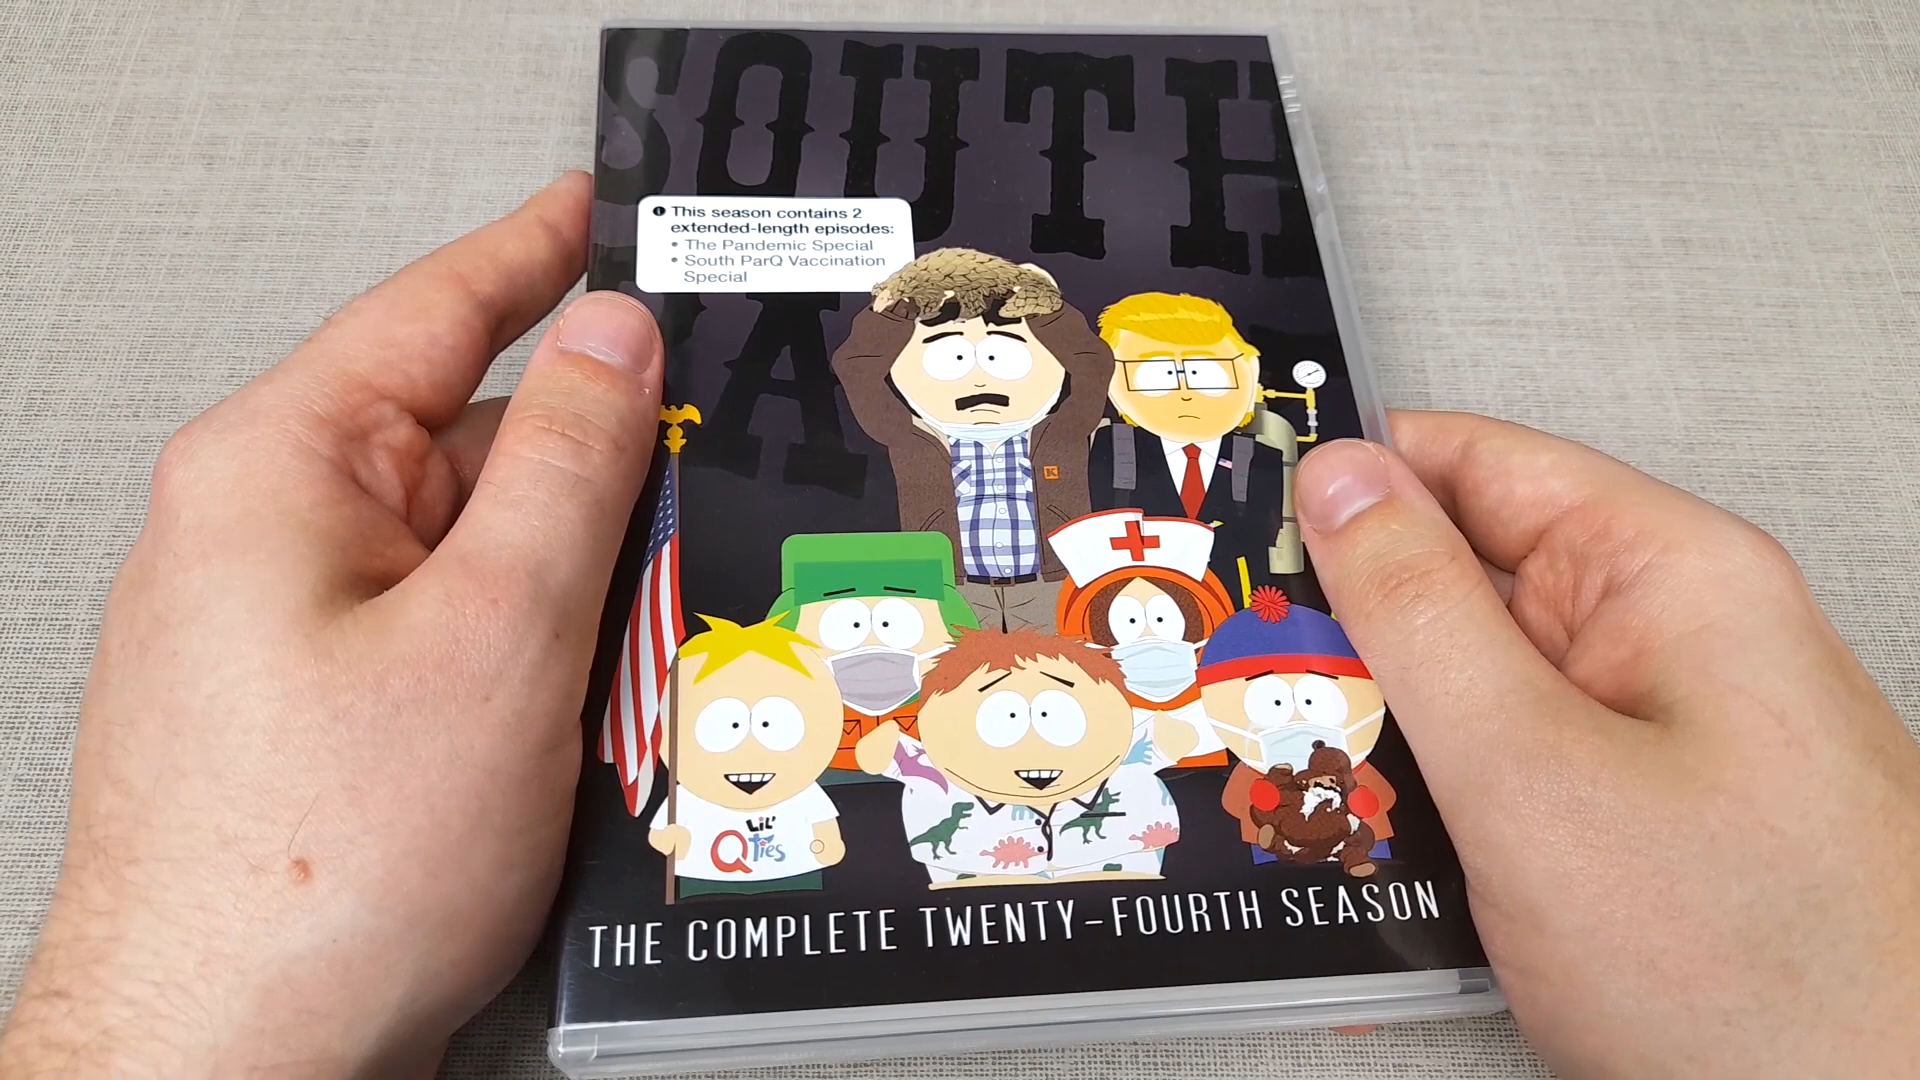 SOUTH
PA
This season contains 2
extended-length episodes:
• The Pandemic Special
• South ParQ Vaccination
Special
K
LiL'
QTies
THE COMPLETE TWENTY-FOURTH SEASON